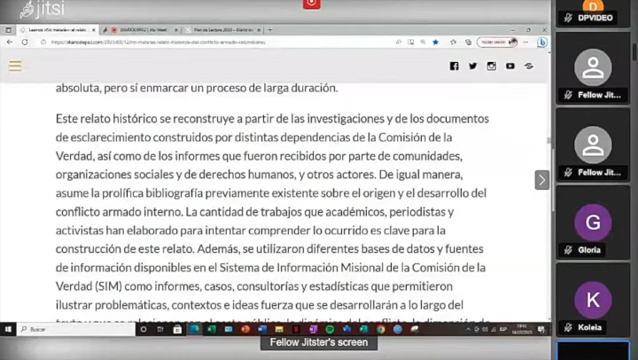 jitsi
DPVIDEO
absoluta, pero sí enmarcar un proceso de larga duración.
Este relato histórico se reconstruye a partir de las investigaciones y de los documentos
de esclarecimiento construidos por distintas dependencias de la Comisión de la
Verdad, así como de los informes que fueron recibidos por parte de comunidades,
organizaciones sociales y de derechos humanos, y otros actores. De igual manera,
asume la prolífica bibliografía previamente existente sobre el origen y el desarrollo del
conflicto armado interno. La cantidad de trabajos que académicos, periodistas y
activistas han elaborado para intentar comprender lo ocurrido es clave para la
construcción de este relato. Además, se utilizaron diferentes bases de datos y fuentes
de información disponibles en el Sistema de Información Misional de la Comisión de la
Verdad (SIM) como informes, casos, consultorías y estadísticas que permitieron
ilustrar problemáticas, contextos e ideas fuerza que se desarrollarán a lo largo del
Fellow Jit...
Fellow Jit...
G
Gloria
K
Koleia
Buscar
ESP
Fellow Jitster's screen